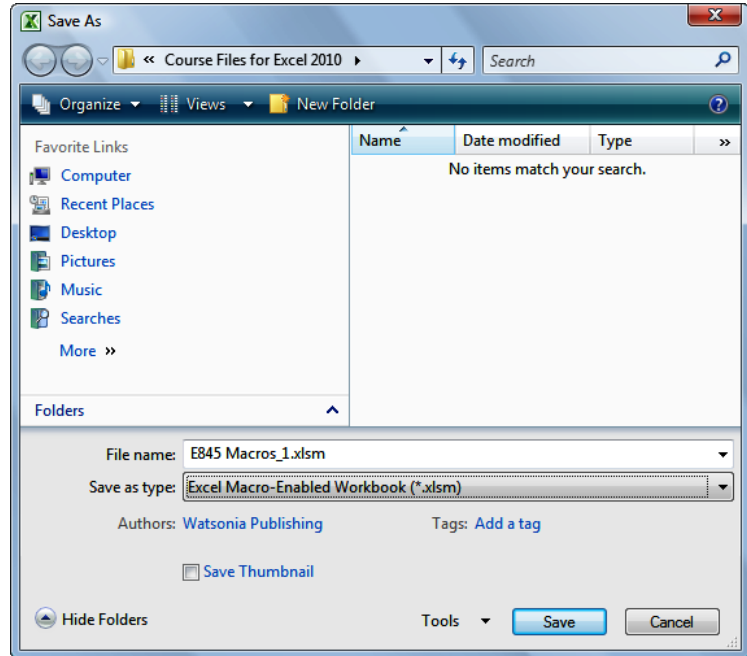 Save As
« Course Files for Excel 2010
Search
Organize Views New Folder
Favorite Links
Computer
Recent Places
Desktop
Pictures
Music
Searches
More »
Folders
Name Date modified Type »
No items match your search.
File name: E845 Macros_1.xlsm
Save as type: Excel Macro-Enabled Workbook (*.xlsm)
Authors: Watsonia Publishing Tags: Add a tag
Save Thumbnail
Hide Folders Tools Save Cancel